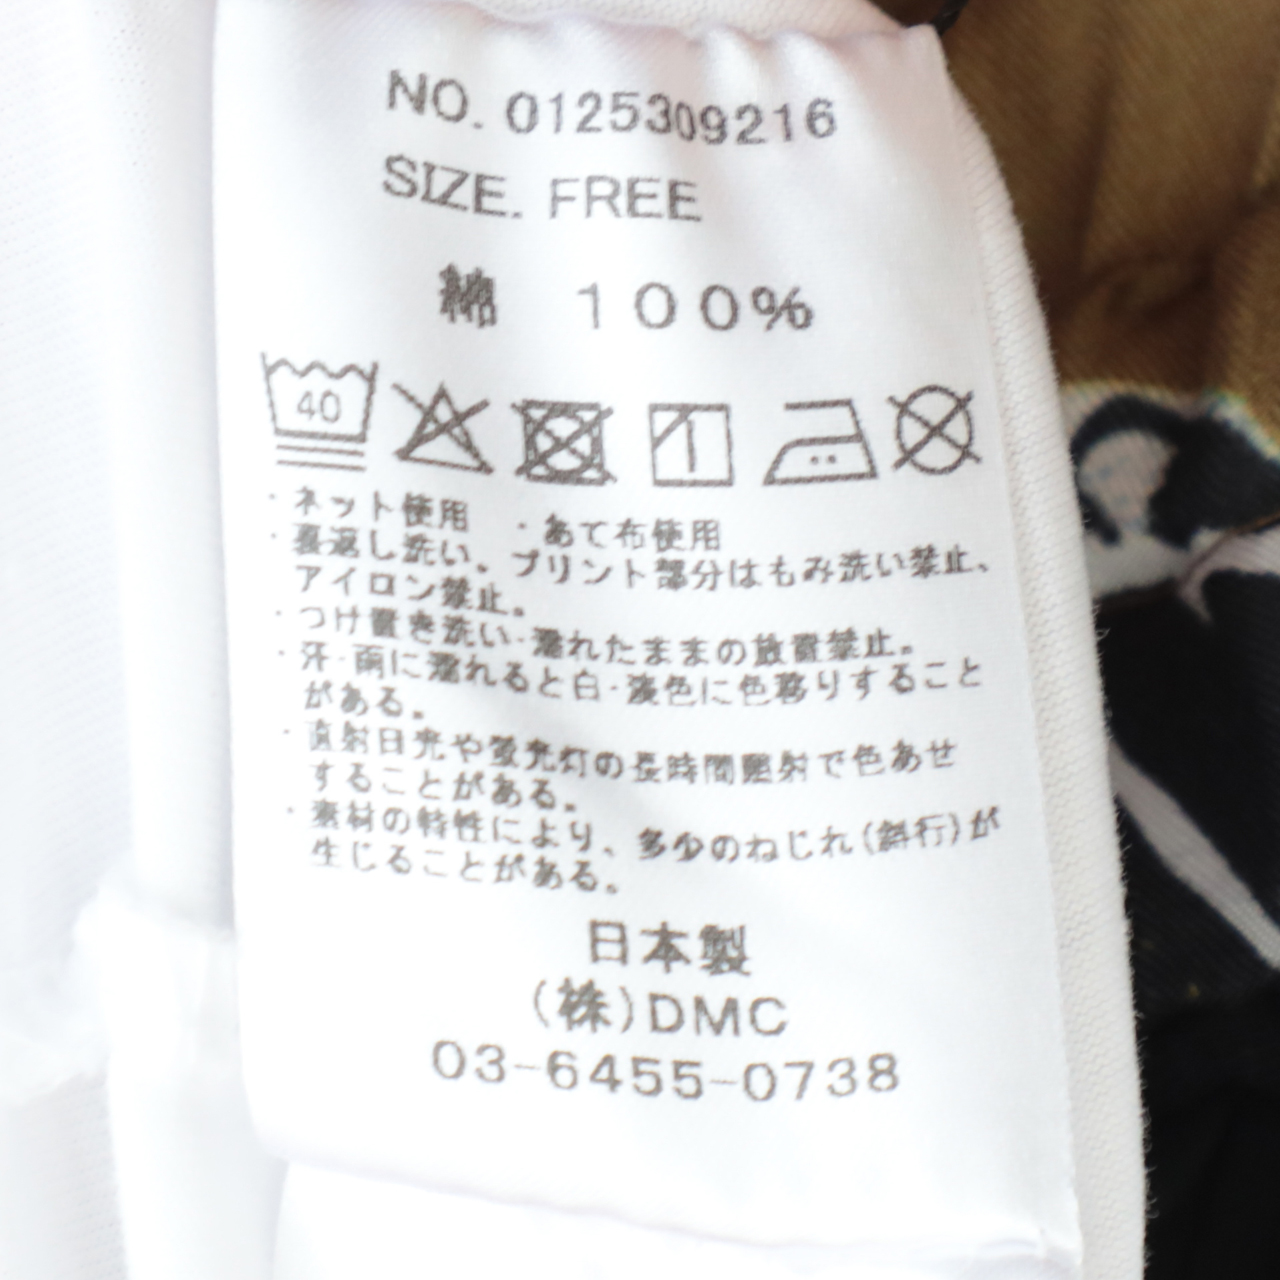 NO. 0125309216
SIZE. FREE
綿 100%
40
・ネット使用 ・あて布使用
・裏返し洗い。プリント部分はもみ洗い禁止、
アイロン禁止。
・つけ置き洗い・濡れたままの放置禁止。
・汗・雨に濡れると白・淡色に色移りすること
がある。
・直射日光や蛍光灯の長時間照射で色あせ
することがある。
・素材の特性により、多少のねじれ(斜行)が
生じることがある。
日本製
(株)DMC
03-6455-0738